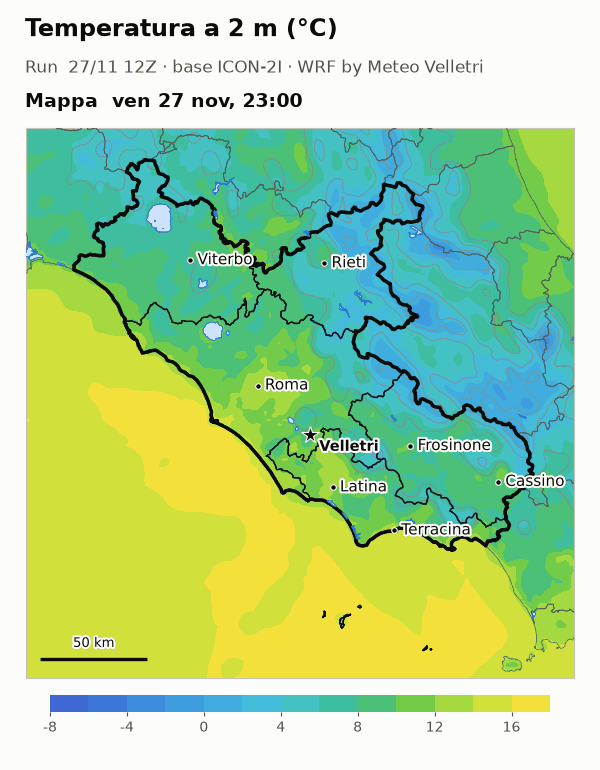 Temperatura a 2 m (°C)
Run  27/11 12Z · base ICON-2I · WRF by Meteo Velletri
Mappa  ven 27 nov, 23:00
Viterbo
Rieti
Roma
Velletri
Frosinone
Latina
Cassino
Terracina
50 km
-8 -4 0 4 8 12 16